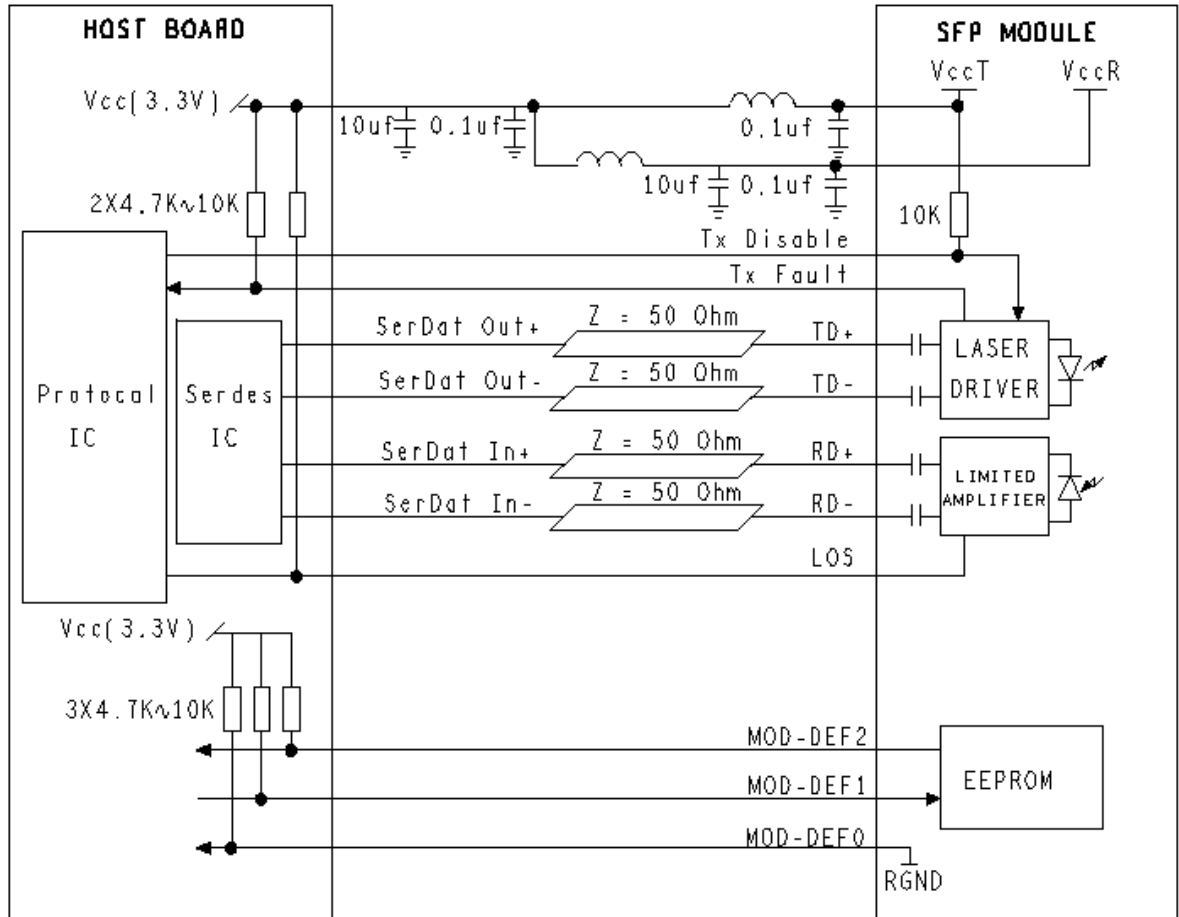 HOST BOARD
SFP MODULE
VccT
VccR
Vcc(3.3V)
10uf
0.1uf
0.1uf
10uf
0.1uf
2X4.7K~10K
10K
Tx Disable
Tx Fault
SerDat Out+
Z = 50 Ohm
TD+
LASER
DRIVER
SerDat Out-
Z = 50 Ohm
TD-
Protocal
IC
Serdes
IC
SerDat In+
Z = 50 Ohm
RD+
LIMITED
AMPLIFIER
SerDat In-
Z = 50 Ohm
RD-
LOS
Vcc(3.3V)
3X4.7K~10K
MOD-DEF2
EEPROM
MOD-DEF1
MOD-DEF0
RGND